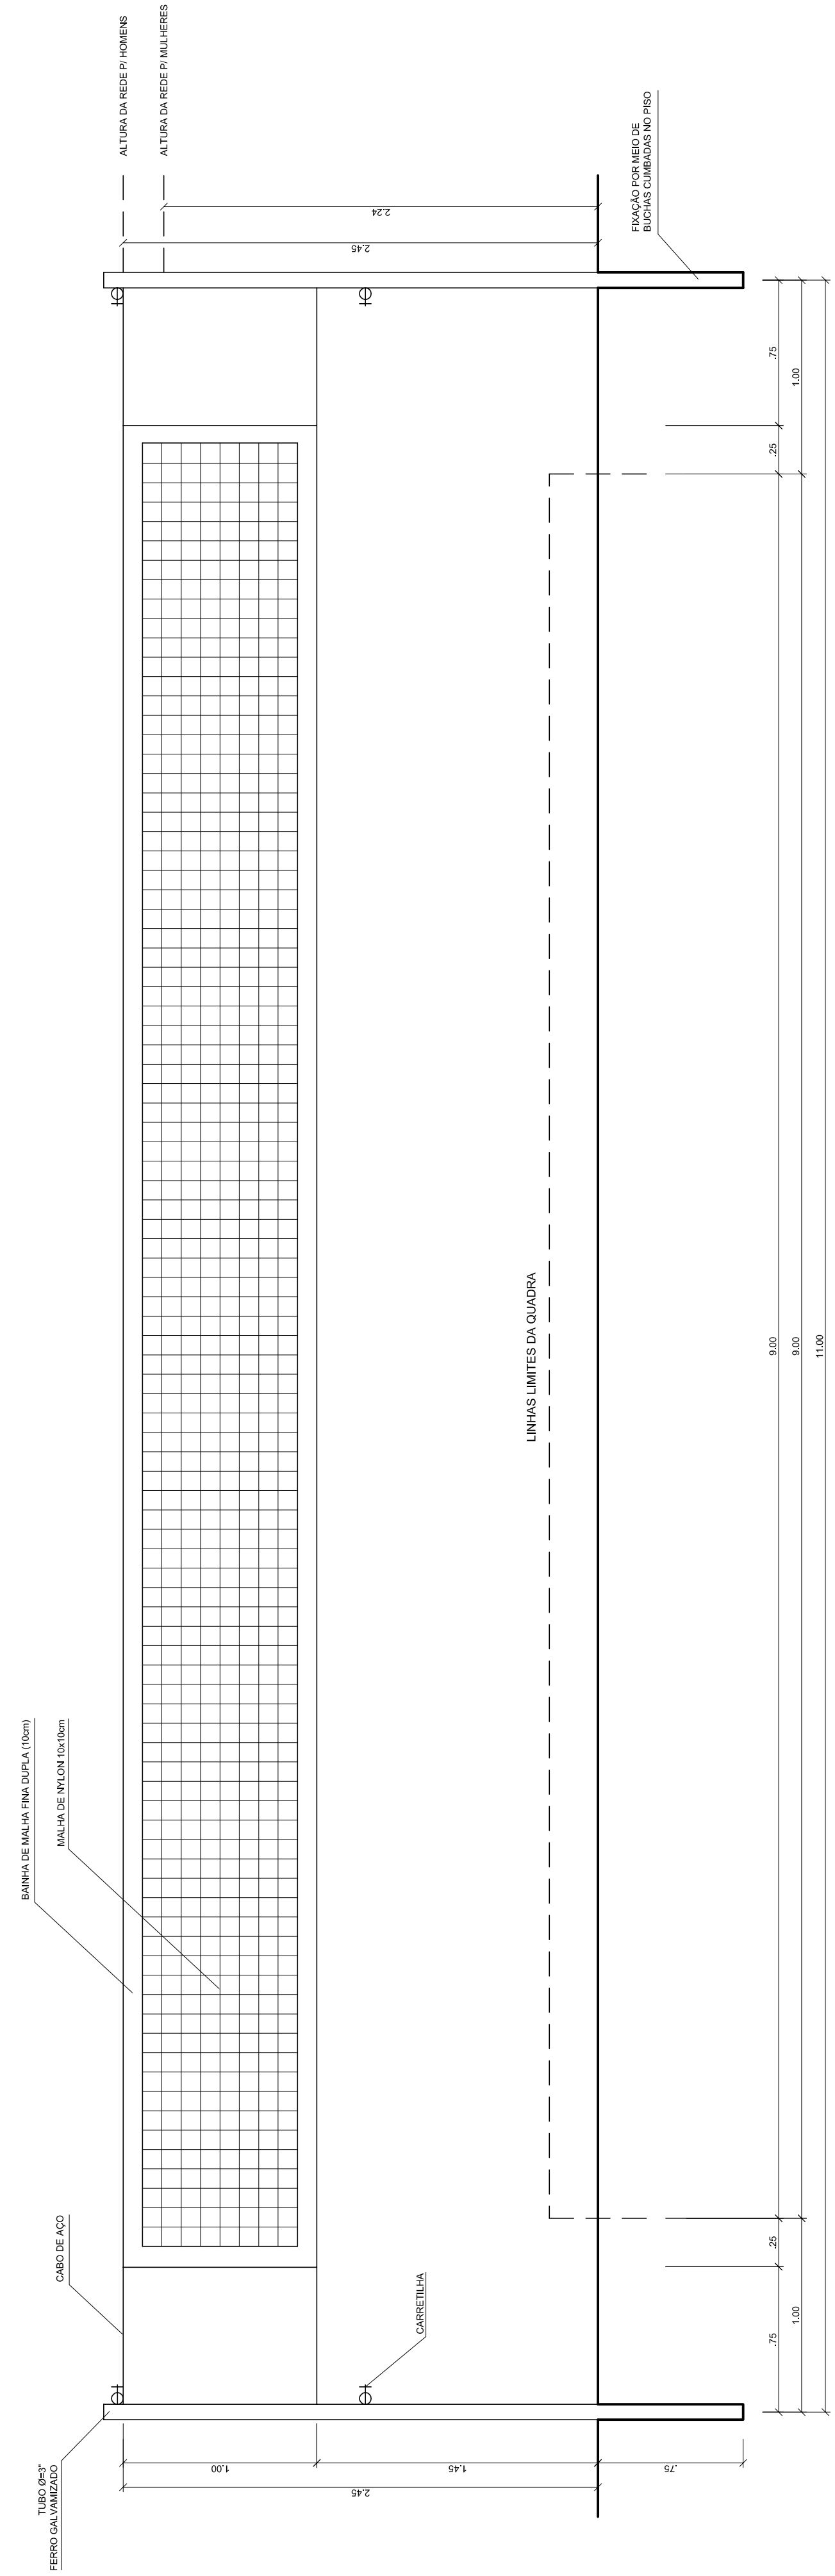 TUBO Ø=3"
FERRO GALVAMIZADO
CABO DE AÇO
BAINHA DE MALHA FINA DUPLA (10cm)
MALHA DE NYLON 10x10cm
ALTURA DA REDE P/ HOMENS
ALTURA DA REDE P/ MULHERES
2.45
1.00
1.45
.75
CARRETILHA
2.45
2.24
LINHAS LIMITES DA QUADRA
FIXAÇÃO POR MEIO DE
BUCHAS CUMBADAS NO PISO
.75
.25
9.00
.25
.75
1.00
9.00
1.00
11.00